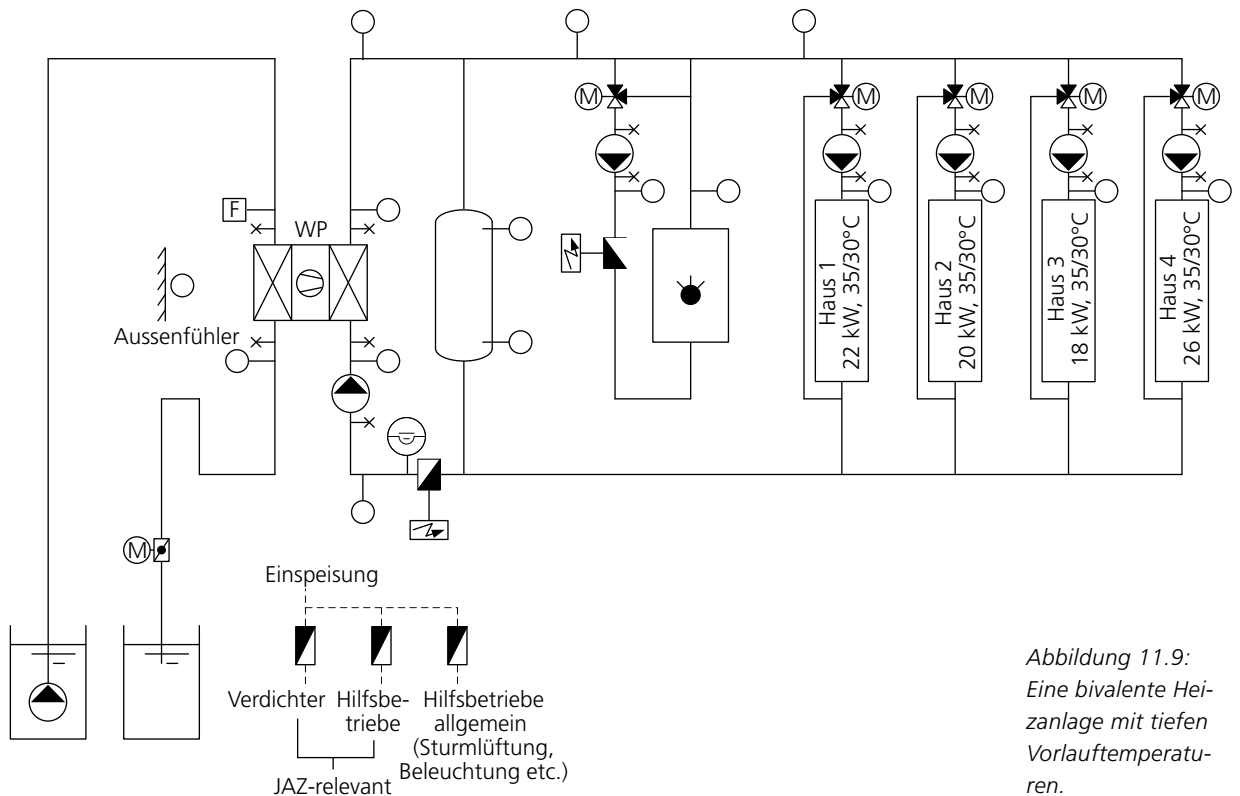 M
M
M
M
M
F
WP
Aussenfühler
Haus 1
22 kW, 35/30°C
Haus 2
20 kW, 35/30°C
Haus 3
18 kW, 35/30°C
Haus 4
26 kW, 35/30°C
M
Einspeisung
Verdichter
Hilfsbe-
triebe
Hilfsbetriebe
allgemein
(Sturmlüftung,
Beleuchtung etc.)
JAZ-relevant
Abbildung 11.9:
Eine bivalente Hei-
zanlage mit tiefen
Vorlauftemperatu-
ren.